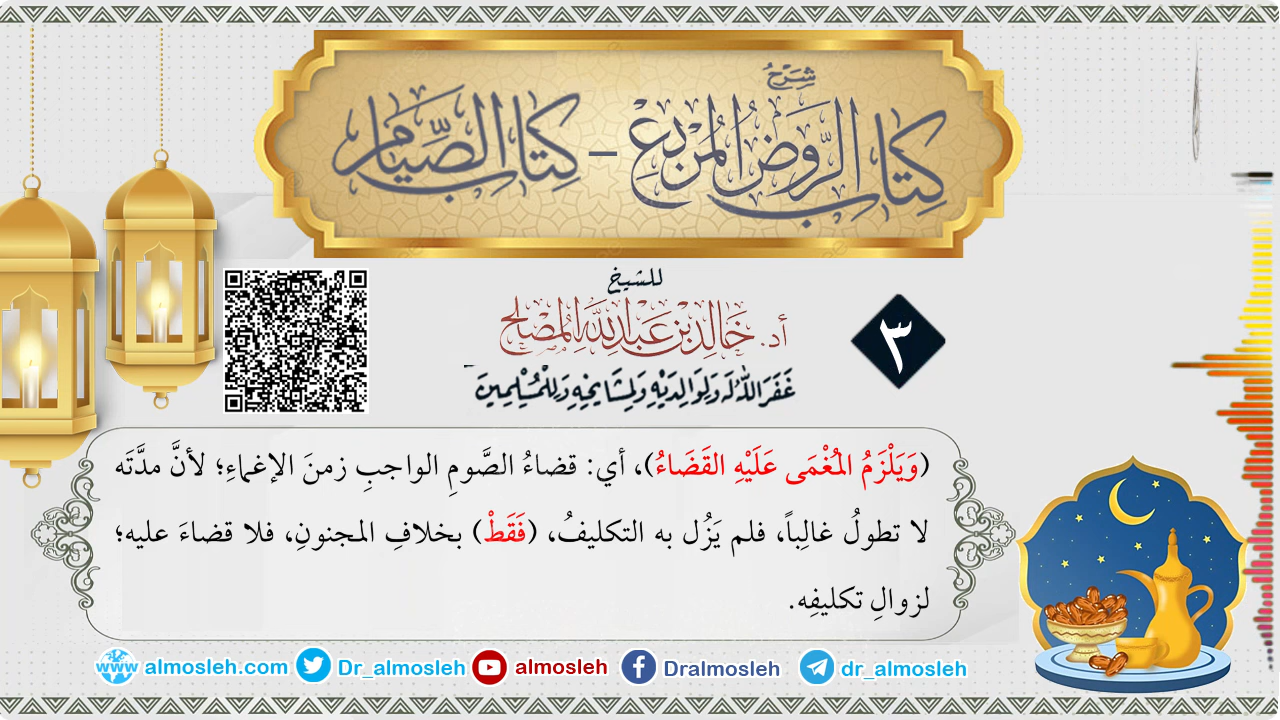 شرح
كتاب الروض المربع – كتاب الصيام
للشيخ
أ.د. خالد بن عبد الله المصلح
غفر الله له ولوالديه ولمشايخه وللمسلمين
٣
(وَيَلْزَمُ المُغْمَى عَلَيْهِ القَضَاءُ)، أي: قضاءُ الصَّومِ الواجبِ زمنَ الإغماءِ؛ لأنَّ مدَّتَه
لا تطولُ غالِباً، فلم يَزُل به التكليفُ، (فَقَطْ) بخلافِ المجنونِ، فلا قضاءَ عليه؛
لزوالِ تكليفِه.
www almosleh.com Dr_almosleh almosleh Dralmosleh dr_almosleh